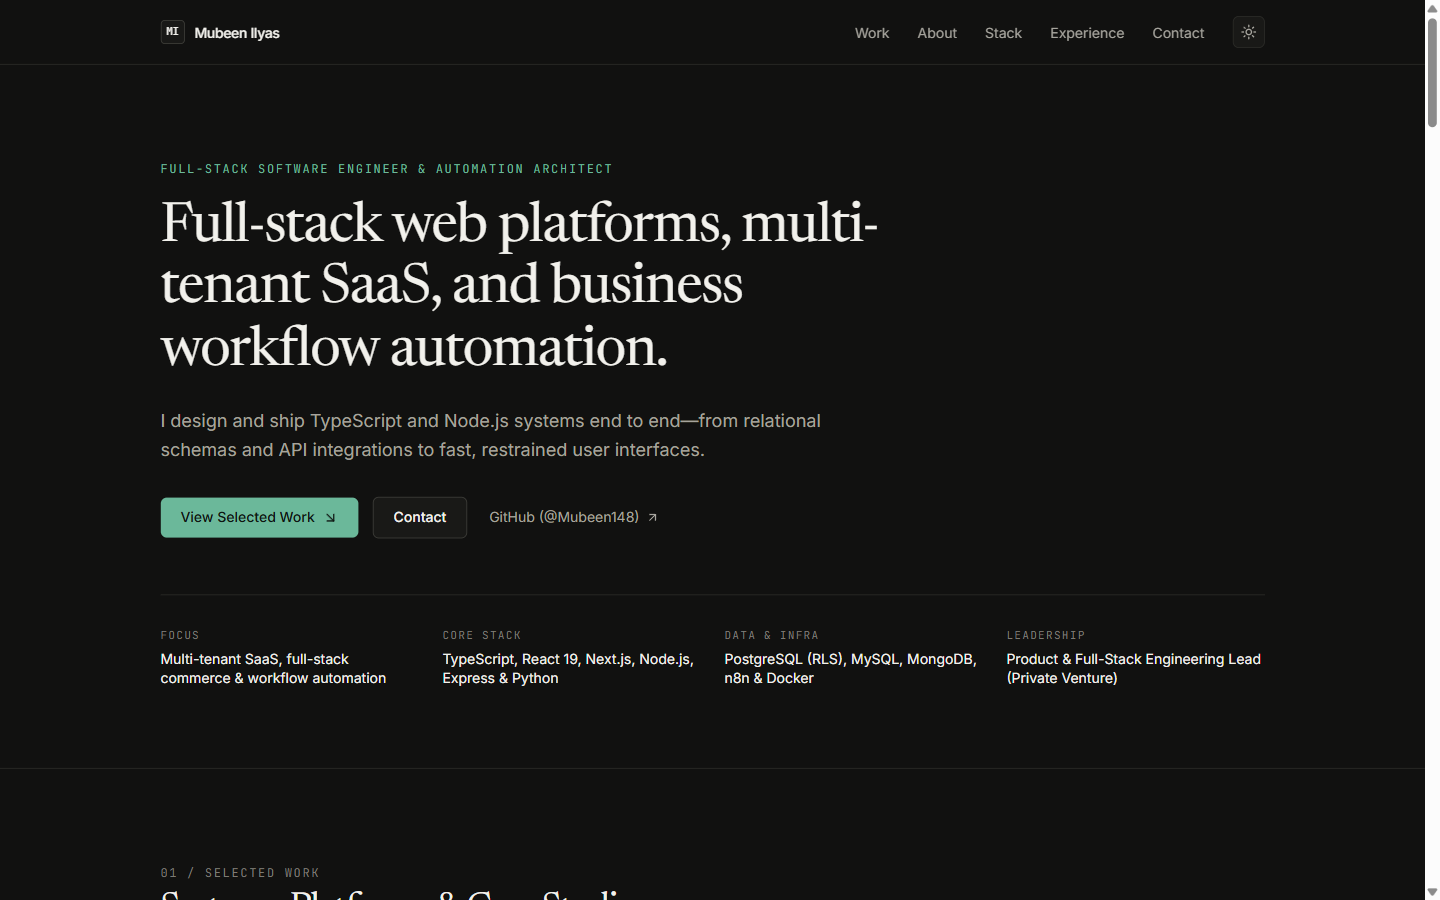 MI
Mubeen Ilyas
Work
About
Stack
Experience
Contact
FULL-STACK SOFTWARE ENGINEER & AUTOMATION ARCHITECT
Full-stack web platforms, multi-
tenant SaaS, and business
workflow automation.
I design and ship TypeScript and Node.js systems end to end—from relational
schemas and API integrations to fast, restrained user interfaces.
View Selected Work
Contact
GitHub (@Mubeen148)
FOCUS
Multi-tenant SaaS, full-stack
commerce & workflow automation
CORE STACK
TypeScript, React 19, Next.js, Node.js,
Express & Python
DATA & INFRA
PostgreSQL (RLS), MySQL, MongoDB,
n8n & Docker
LEADERSHIP
Product & Full-Stack Engineering Lead
(Private Venture)
01 / SELECTED WORK